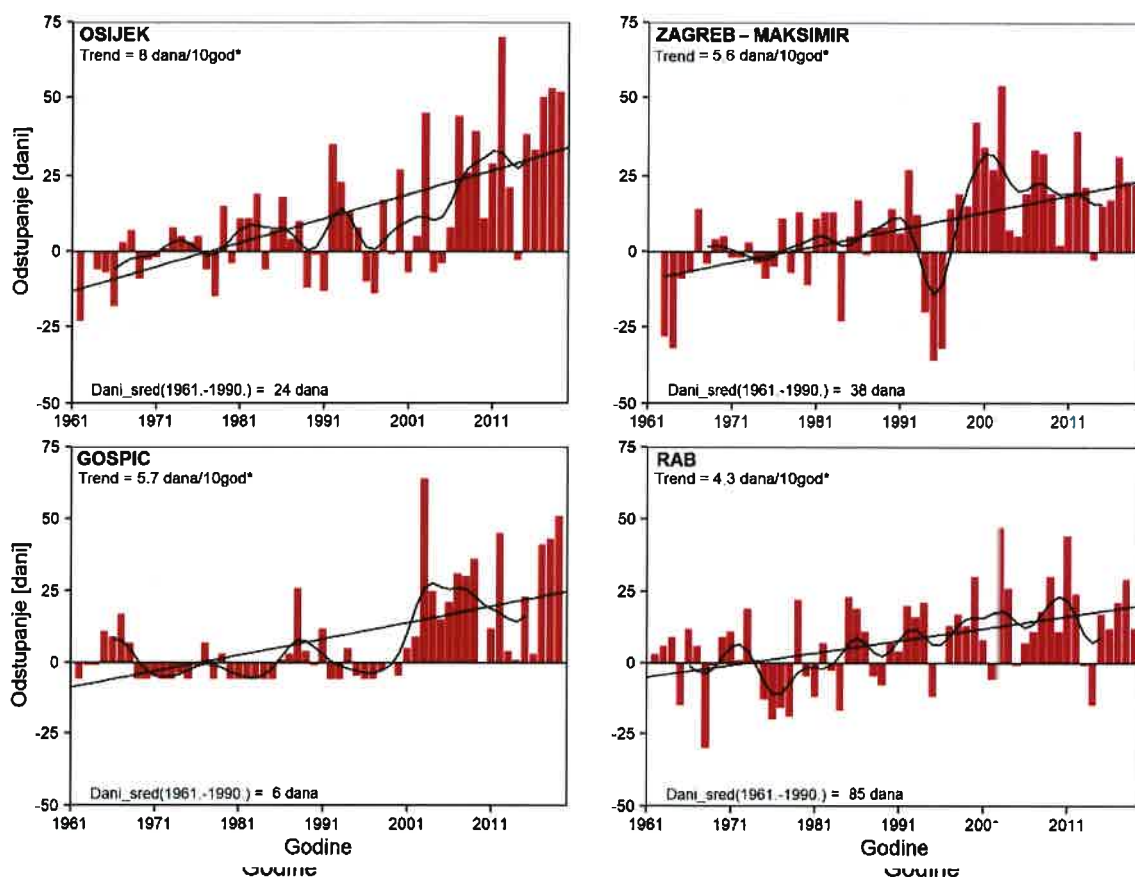 OSIJEK
Trend = 8 dana/10god*
Odstupanje [dani]
75
50
25
0
-25
-50
Dani_sred(1961.-1990.) = 24 dana
1961 1971 1981 1991 2001 2011
ZAGREB – MAKSIMIR
Trend = 5.6 dana/10god*
75
50
25
0
-25
-50
Dani_sred(1961.-1990.) = 38 dana
1961 1971 1981 1991 2001 2011
GOSPIC
Trend = 5.7 dana/10god*
Odstupanje [dani]
75
50
25
0
-25
-50
Dani_sred(1961.-1990.) = 6 dana
1961 1971 1981 1991 2001 2011
Godine
Godine
RAB
Trend = 4.3 dana/10god*
75
50
25
0
-25
-50
Dani_sred(1961.-1990.) = 85 dana
1961 1971 1981 1991 200 2011
Godine
Godine